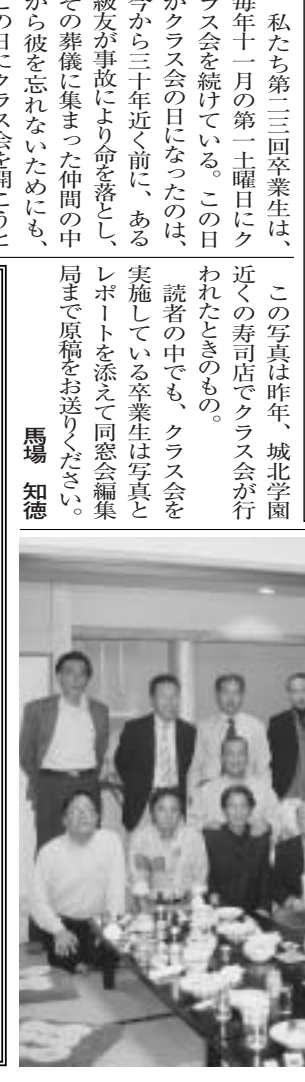 私たち第二三回卒業生は、
毎年十一月の第一土曜日にク
ラス会を続けている。この日
がクラス会の日になったのは、
今から三十年近く前に、ある
級友が事故により命を落とし、
その葬儀に集まった仲間の中
から彼を忘れないためにも、
この日にクラス会を開こうと
この写真は昨年、城北学園
近くの寿司店でクラス会が行
われたときのもの。
読者の中でも、クラス会を
実施している卒業生は写真と
レポートを添えて同窓会編集
局まで原稿をお送りください。
馬場　知徳